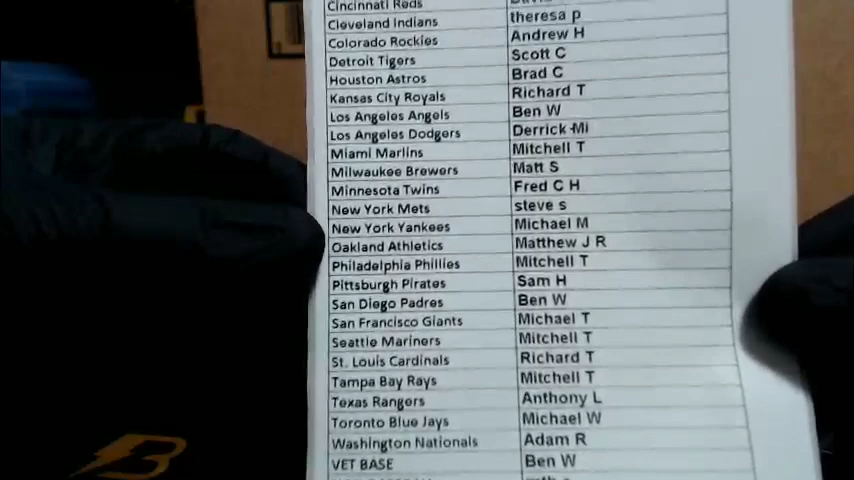 Cincinnati Reds
Cleveland Indians theresa p
Colorado Rockies Andrew H
Detroit Tigers Scott C
Houston Astros Brad C
Kansas City Royals Richard T
Los Angeles Angels Ben W
Los Angeles Dodgers Derrick Mi
Miami Marlins Mitchell T
Milwaukee Brewers Matt S
Minnesota Twins Fred C H
New York Mets steve s
New York Yankees Michael M
Oakland Athletics Matthew J R
Philadelphia Phillies Mitchell T
Pittsburgh Pirates Sam H
San Diego Padres Ben W
San Francisco Giants Michael T
Seattle Mariners Mitchell T
St. Louis Cardinals Richard T
Tampa Bay Rays Mitchell T
Texas Rangers Anthony L
Toronto Blue Jays Michael W
Washington Nationals Adam R
VET BASE Ben W